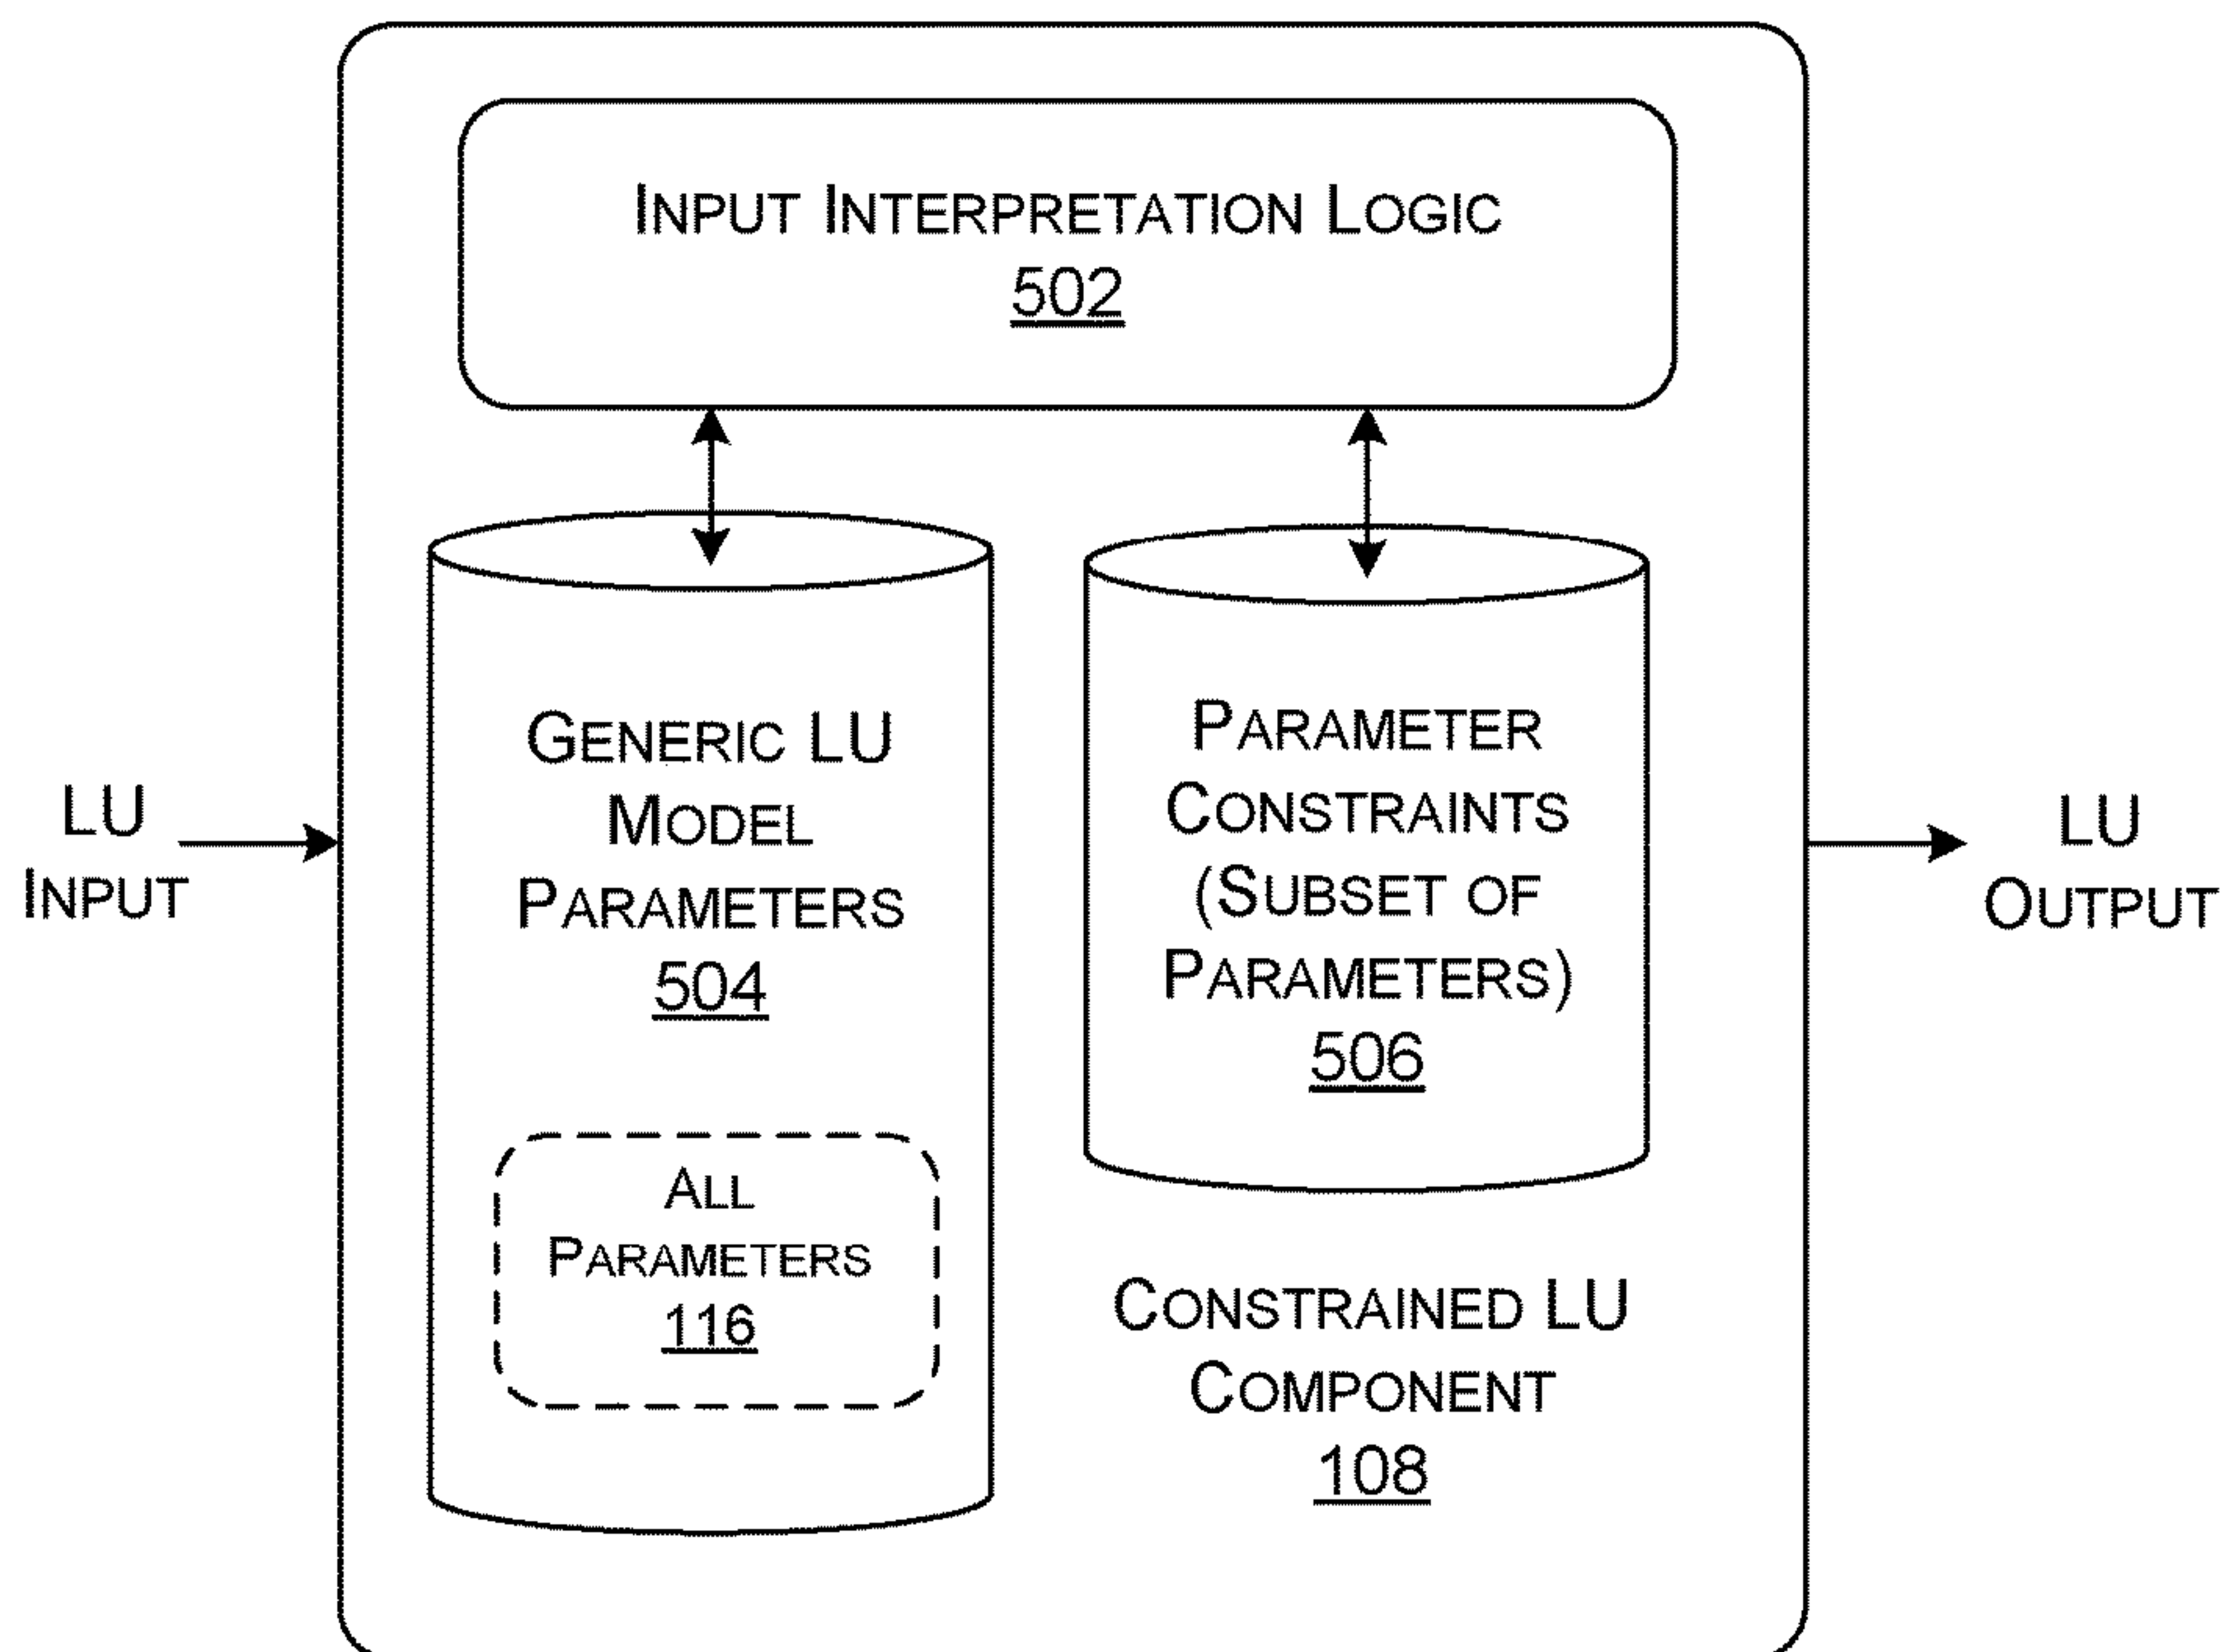 INPUT INTERPRETATION LOGIC
502
LU
INPUT
GENERIC LU
MODEL
PARAMETERS
504
ALL
PARAMETERS
116
PARAMETER
CONSTRAINTS
(SUBSET OF
PARAMETERS)
506
CONSTRAINED LU
COMPONENT
108
LU
OUTPUT